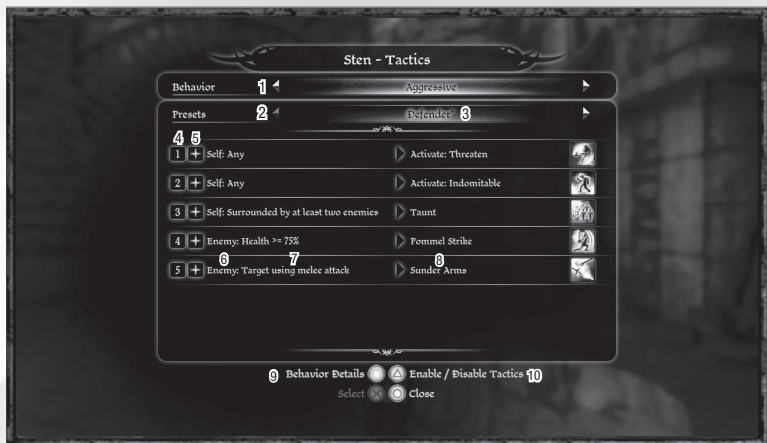 Sten - Tactics
Behavior 1 Aggressive
Presets 2 Defender* 3
4 5
1 Self: Any Activate: Threaten
2 Self: Any Activate: Indomitable
3 Self: Surrounded by at least two enemies Taunt
4 Enemy: Health >= 75% Pommel Strike
6 7 8
5 Enemy: Target using melee attack Sunder Arms
9 Behavior Details Enable / Disable Tactics 10
Select Close